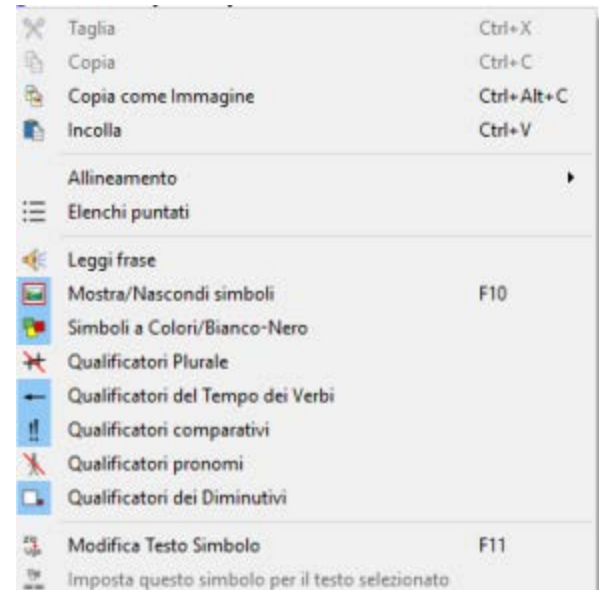 Taglia Ctrl+X
Copia Ctrl+C
Copia come Immagine Ctrl+Alt+C
Incolla Ctrl+V
Allineamento
Elenchi puntati
Leggi frase
Mostra/Nascondi simboli F10
Simboli a Colori/Bianco-Nero
Qualificatori Plurale
Qualificatori del Tempo dei Verbi
Qualificatori comparativi
Qualificatori pronomi
Qualificatori dei Diminutivi
Modifica Testo Simbolo F11
Imposta questo simbolo per il testo selezionato